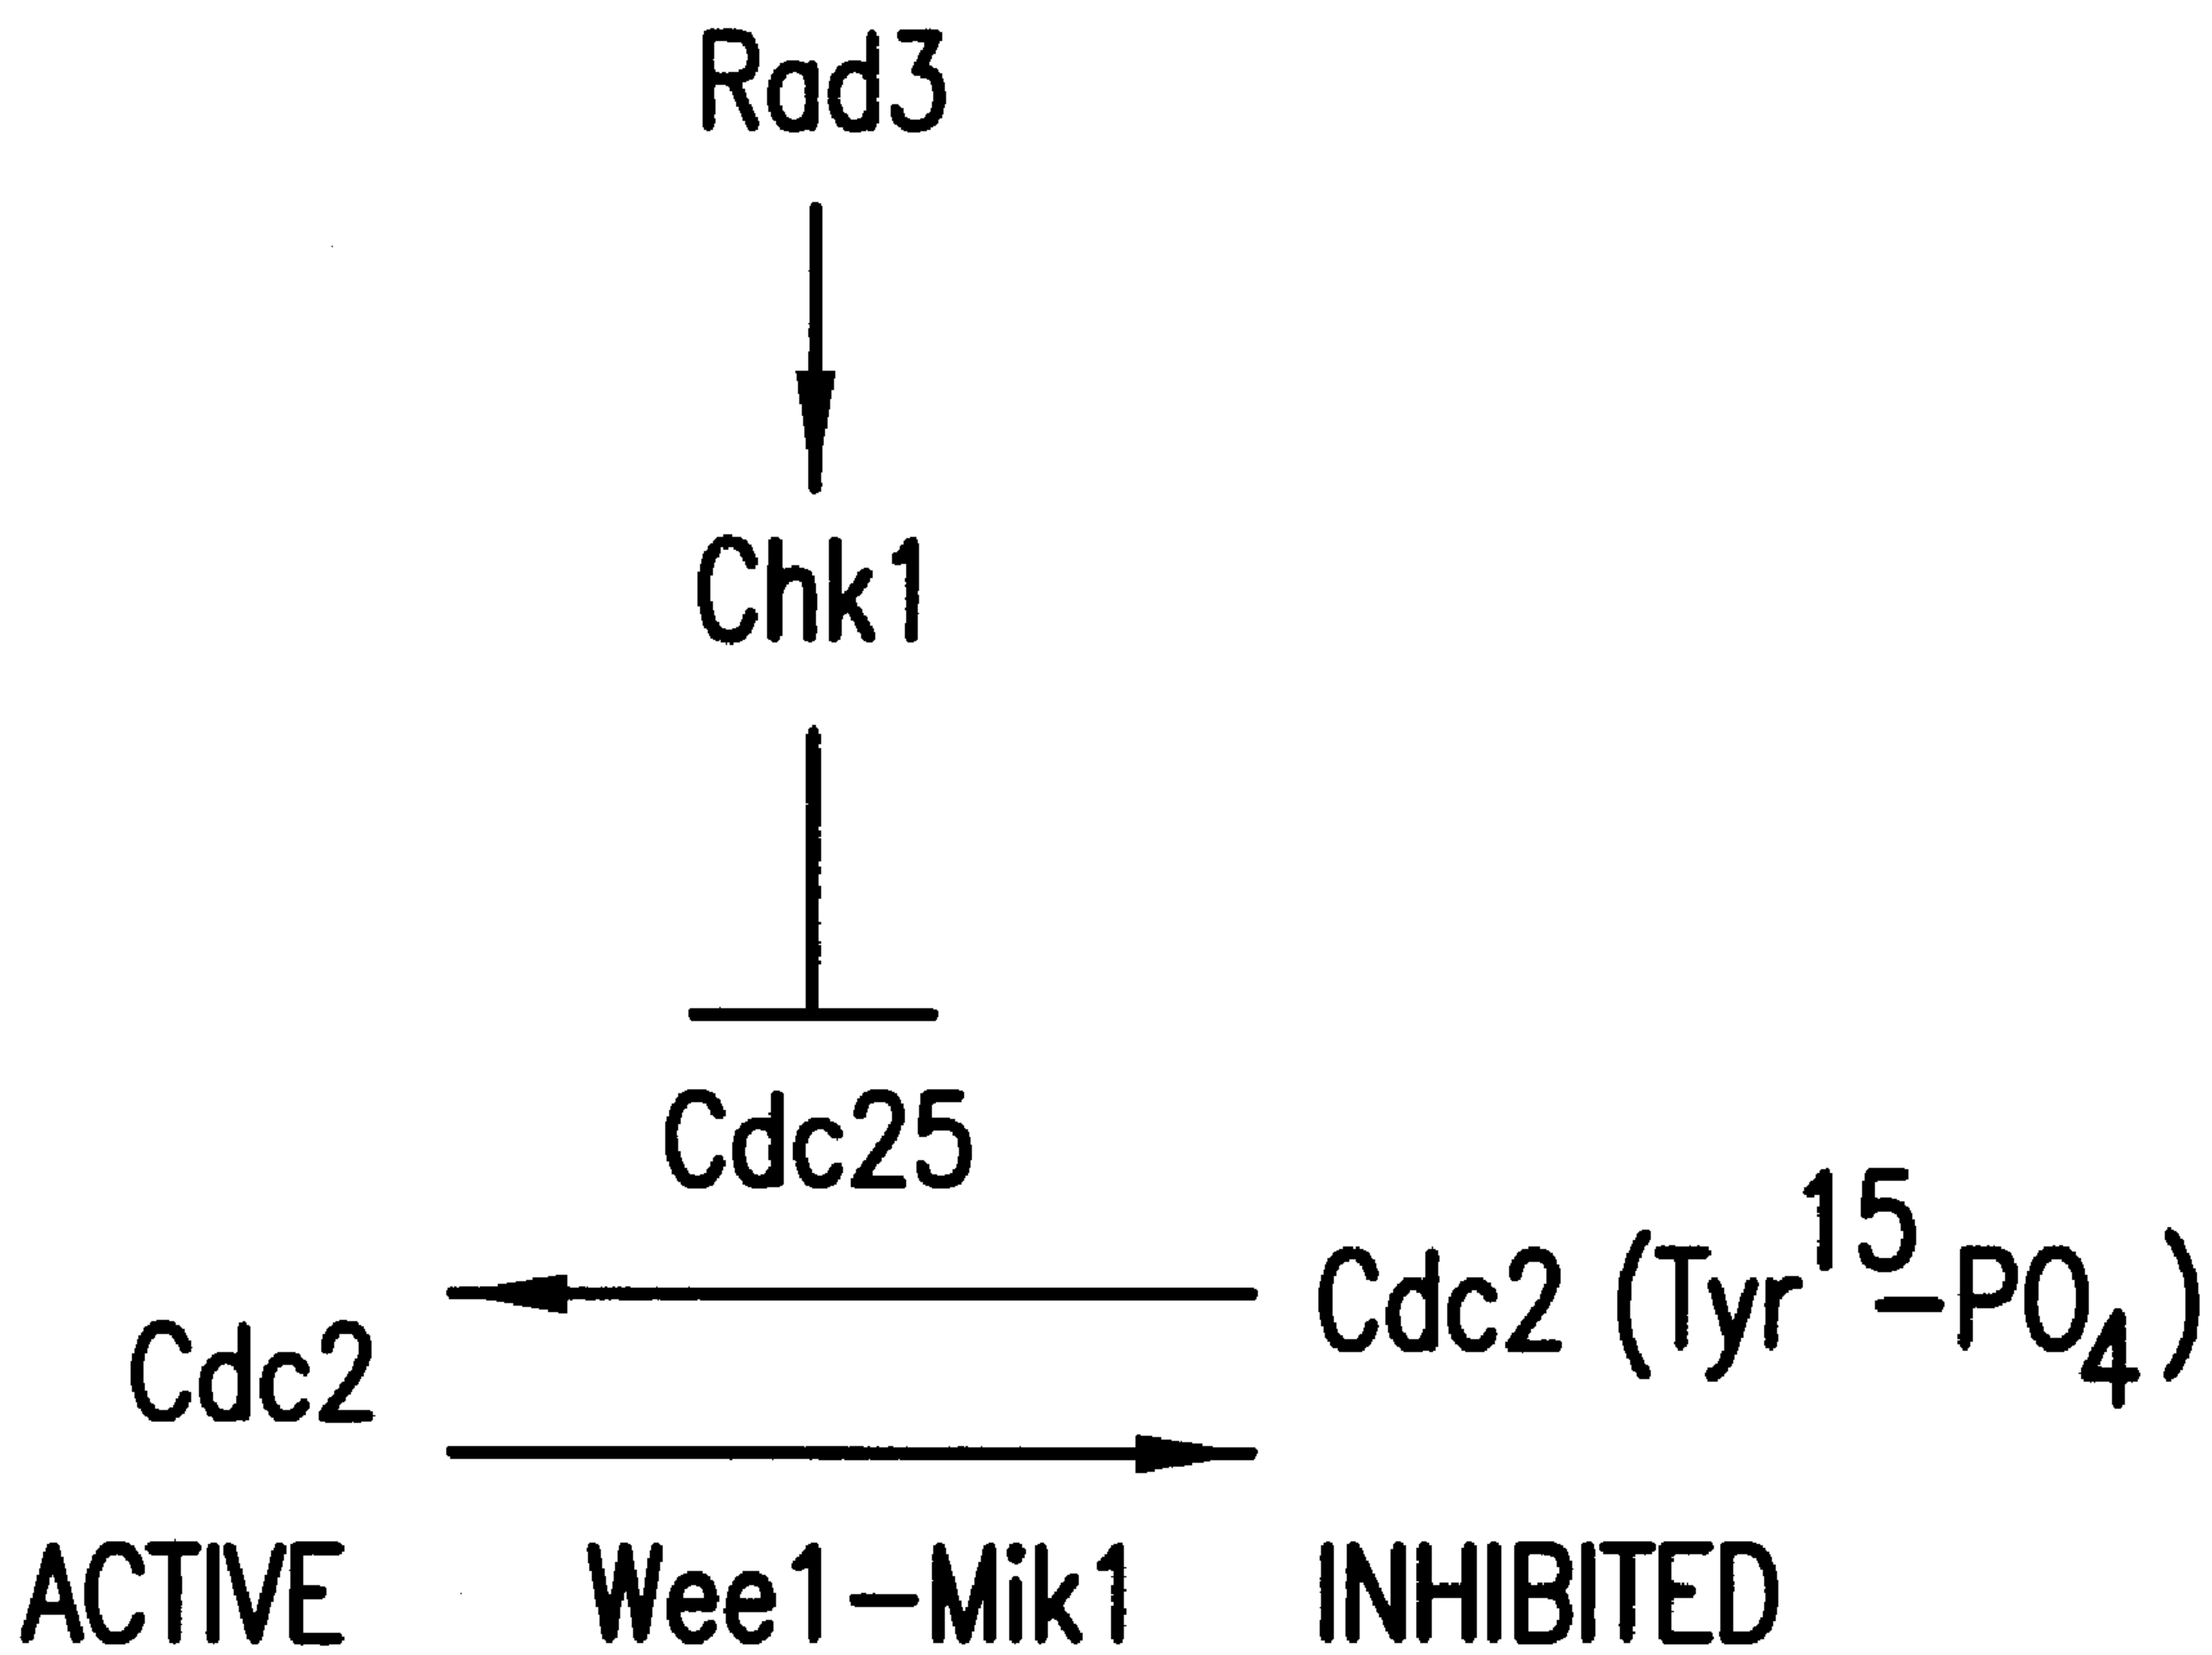 Rad3
Chk1
Cdc25
Cdc2 (Tyr¹⁵-PO₄)
Cdc2
ACTIVE Wee1-Mik1 INHIBITED